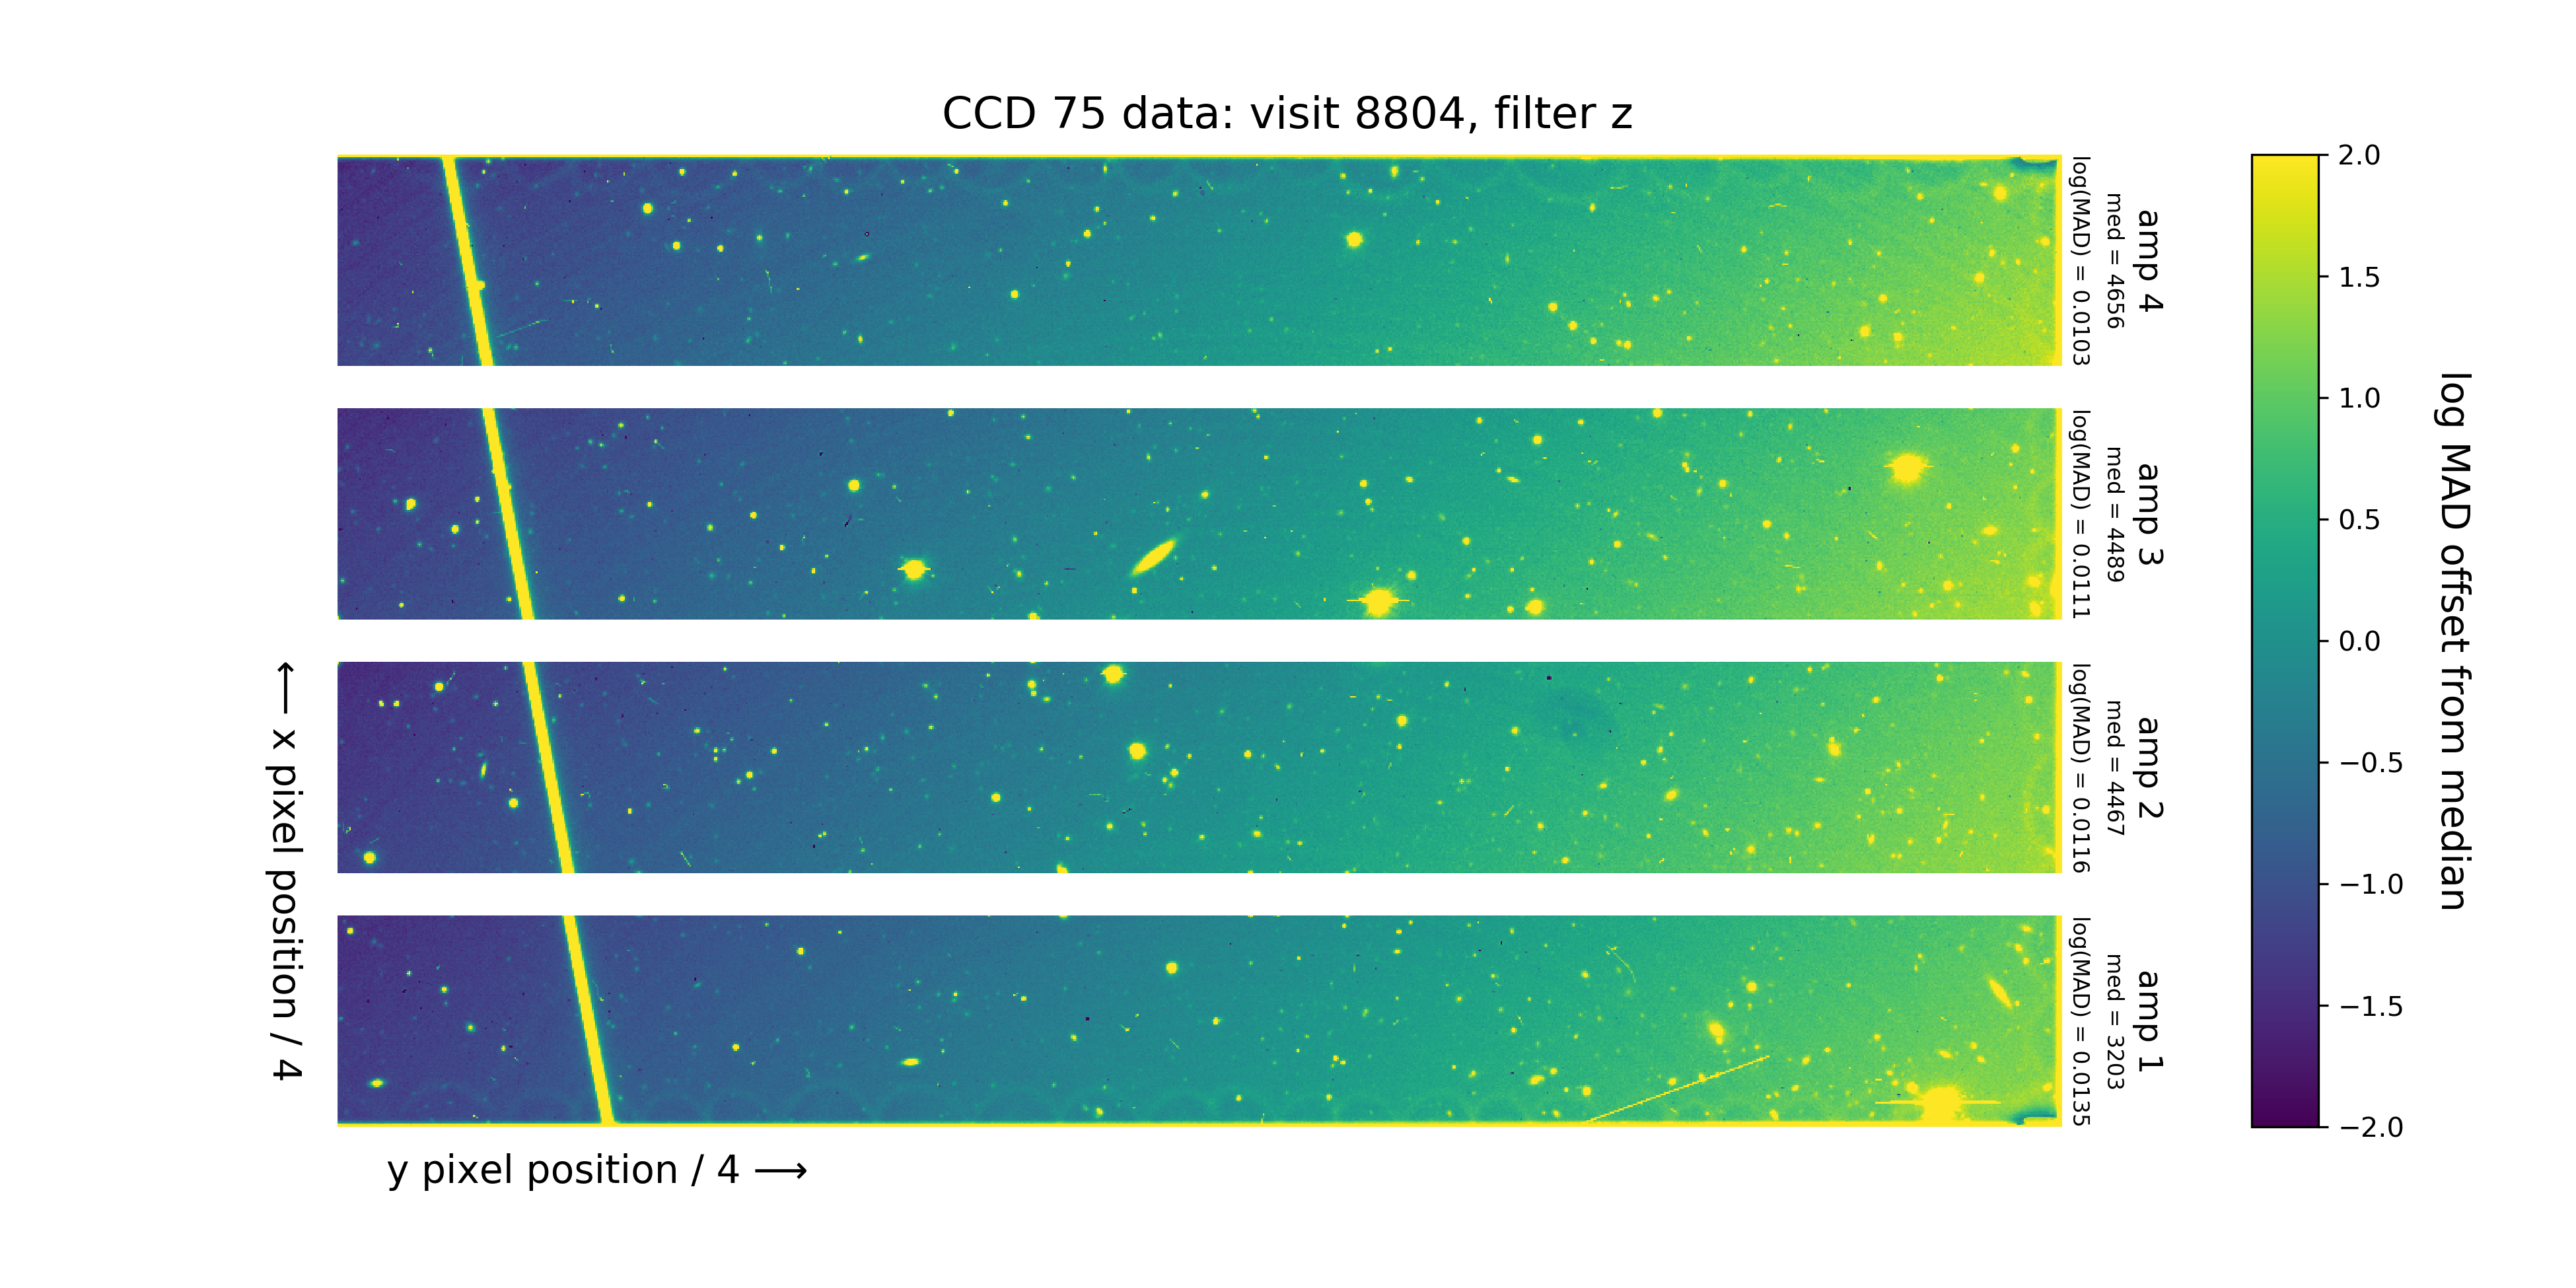 CCD 75 data: visit 8804, filter z
amp 4
med = 4656
log(MAD) = 0.0103
amp 3
med = 4489
log(MAD) = 0.0111
amp 2
med = 4467
log(MAD) = 0.0116
amp 1
med = 3203
log(MAD) = 0.0135
⟵ x pixel position / 4
y pixel position / 4 ⟶
2.0
1.5
1.0
0.5
0.0
−0.5
−1.0
−1.5
−2.0
log MAD offset from median